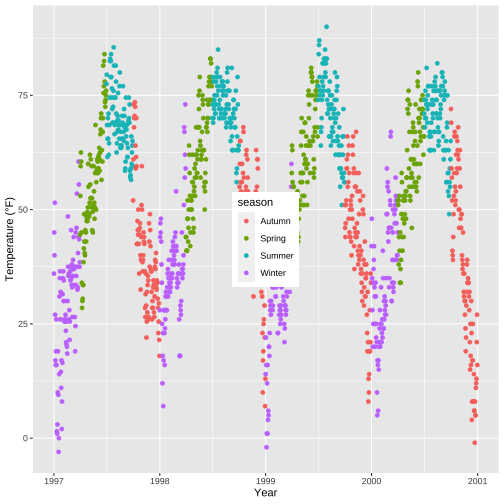 75
50
25
0
Temperature (°F)
season
Autumn
Spring
Summer
Winter
1997
1998
1999
2000
2001
Year